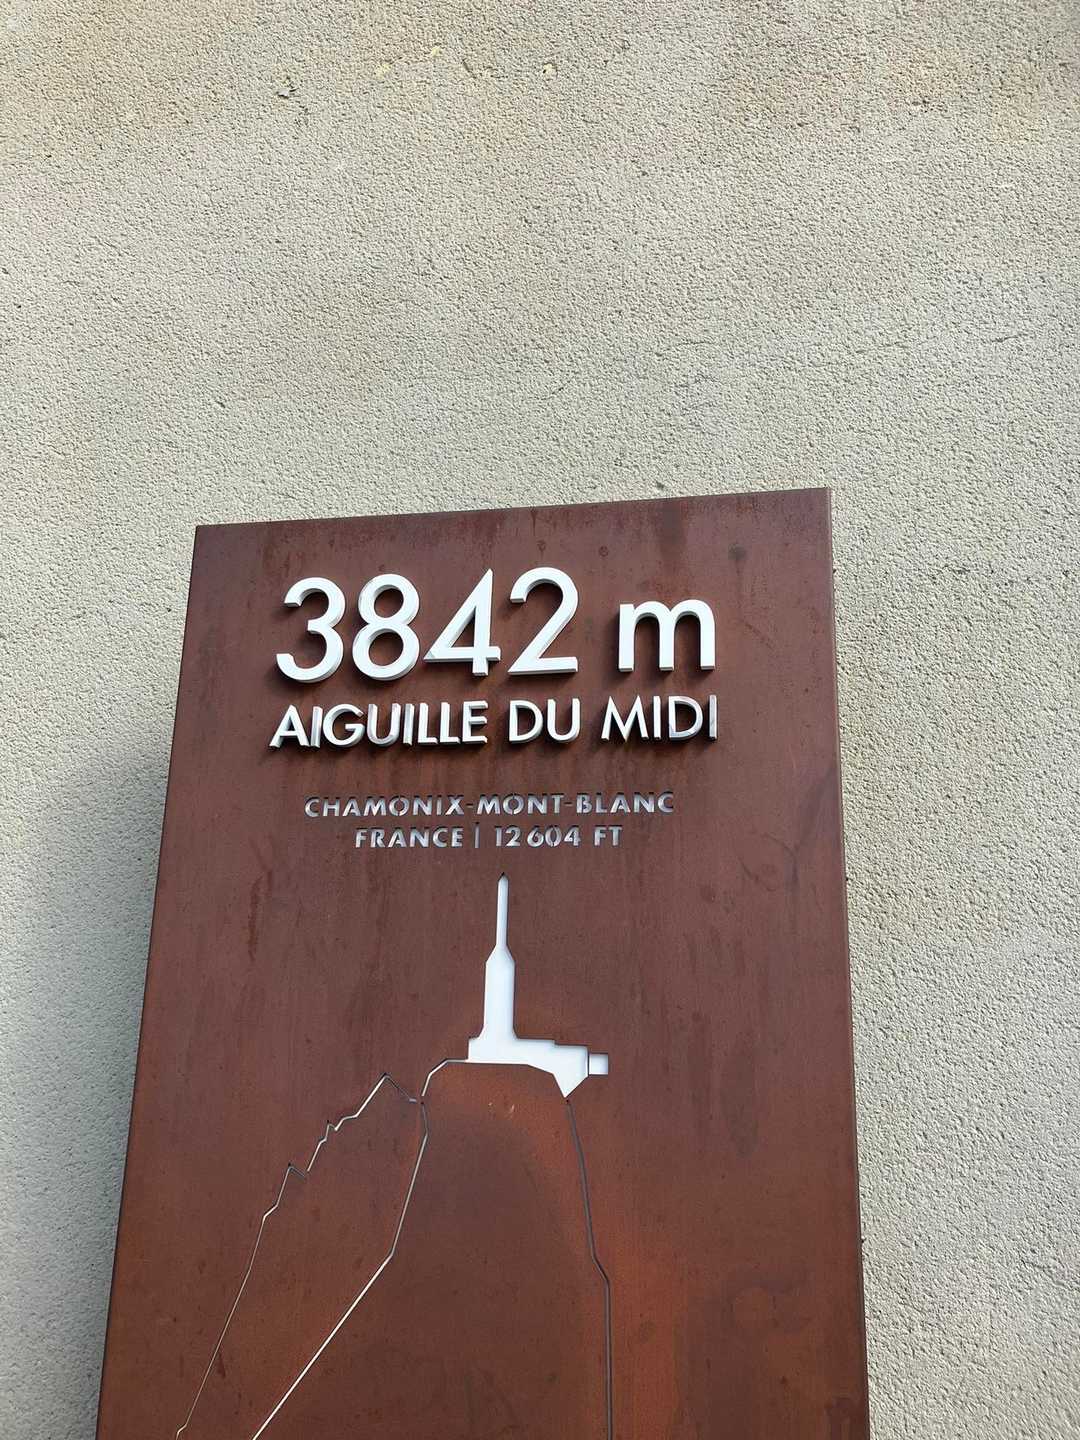 3842 m
AIGUILLE DU MIDI
CHAMONIX-MONT-BLANC
FRANCE | 12 604 FT